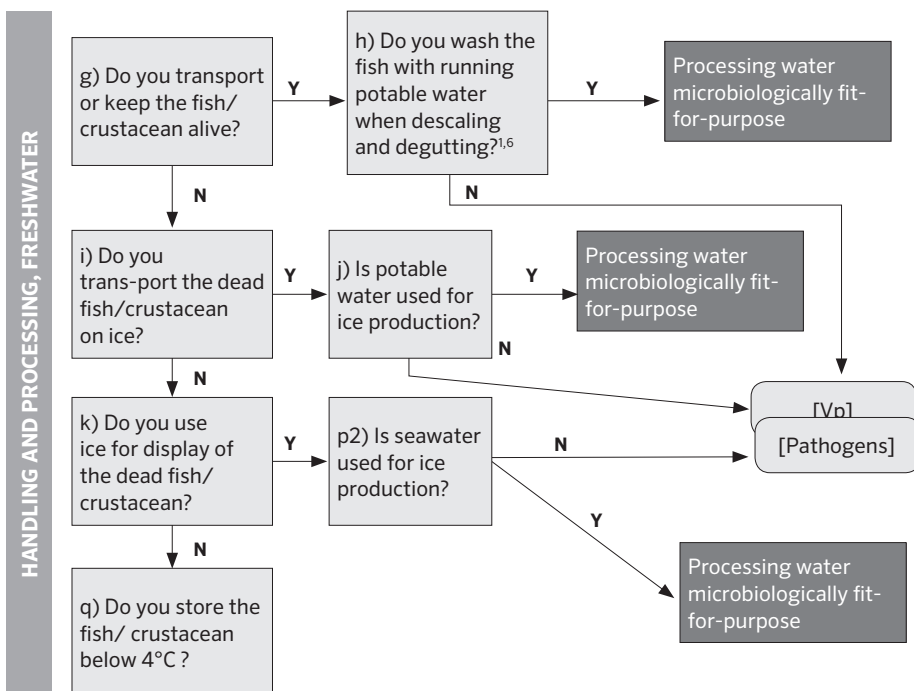 HANDLING AND PROCESSING, FRESHWATER
g) Do you transport
or keep the fish/
crustacean alive?
Y
h) Do you wash the
fish with running
potable water
when descaling
and degutting?1,6
Y
Processing water
microbiologically fit-
for-purpose
N
N
i) Do you
trans-port the dead
fish/crustacean
on ice?
Y
j) Is potable
water used for
ice production?
Y
Processing water
microbiologically fit-
for-purpose
N
N
k) Do you use
ice for display of
the dead fish/
crustacean?
Y
p2) Is seawater
used for ice
production?
N
[Vp]
[Pathogens]
Y
Processing water
microbiologically fit-
for-purpose
N
q) Do you store the
fish/ crustacean
below 4°C ?